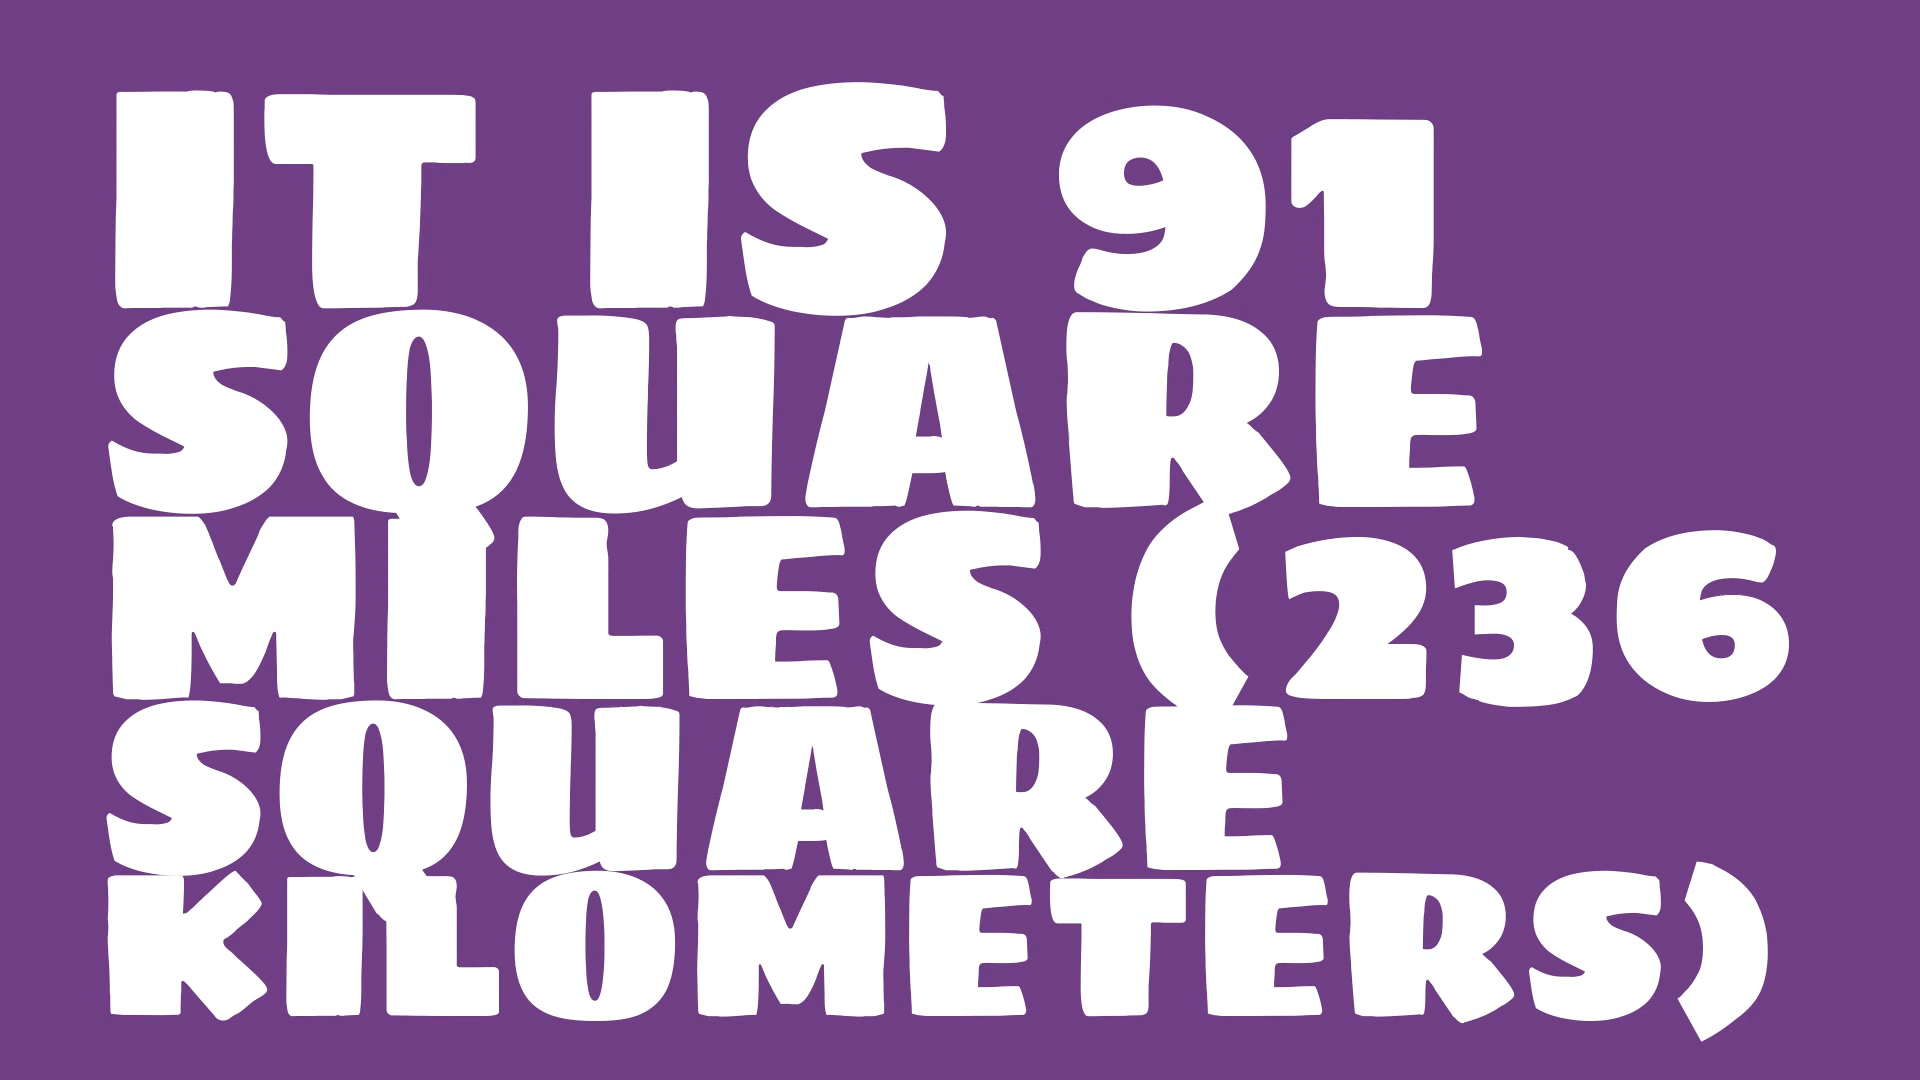 IT IS 91
SQUARE
MILES (236
SQUARE
KILOMETERS)